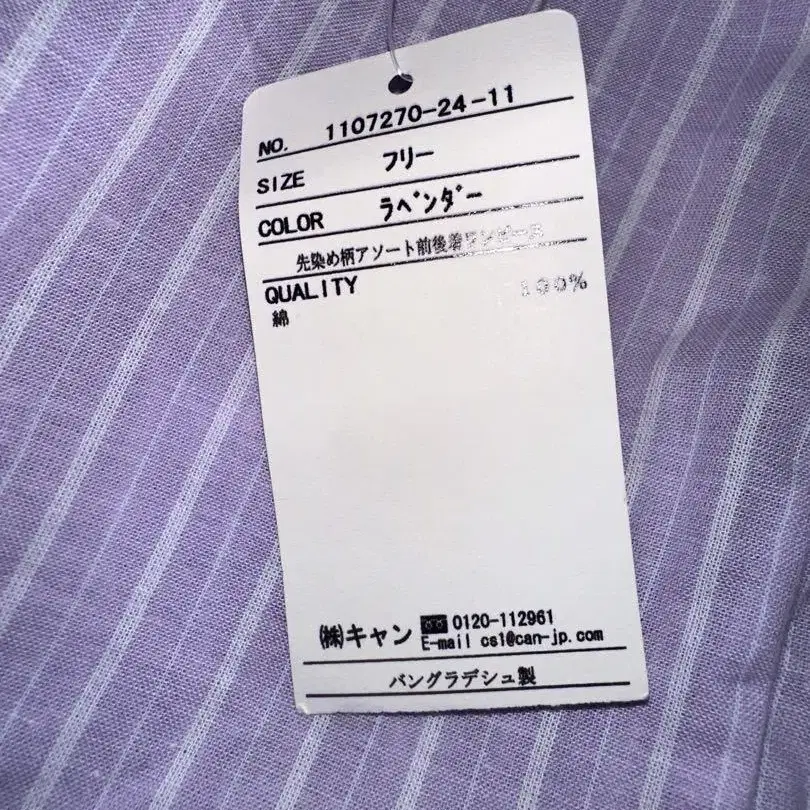 NO. 1107270-24-11
SIZE フリー
COLOR ラベンダー
先染め柄アソート前後着ワンピース
QUALITY
綿 100%
㈱キャン 0120-112961
E-mail cs1@can-jp.com
バングラデシュ製